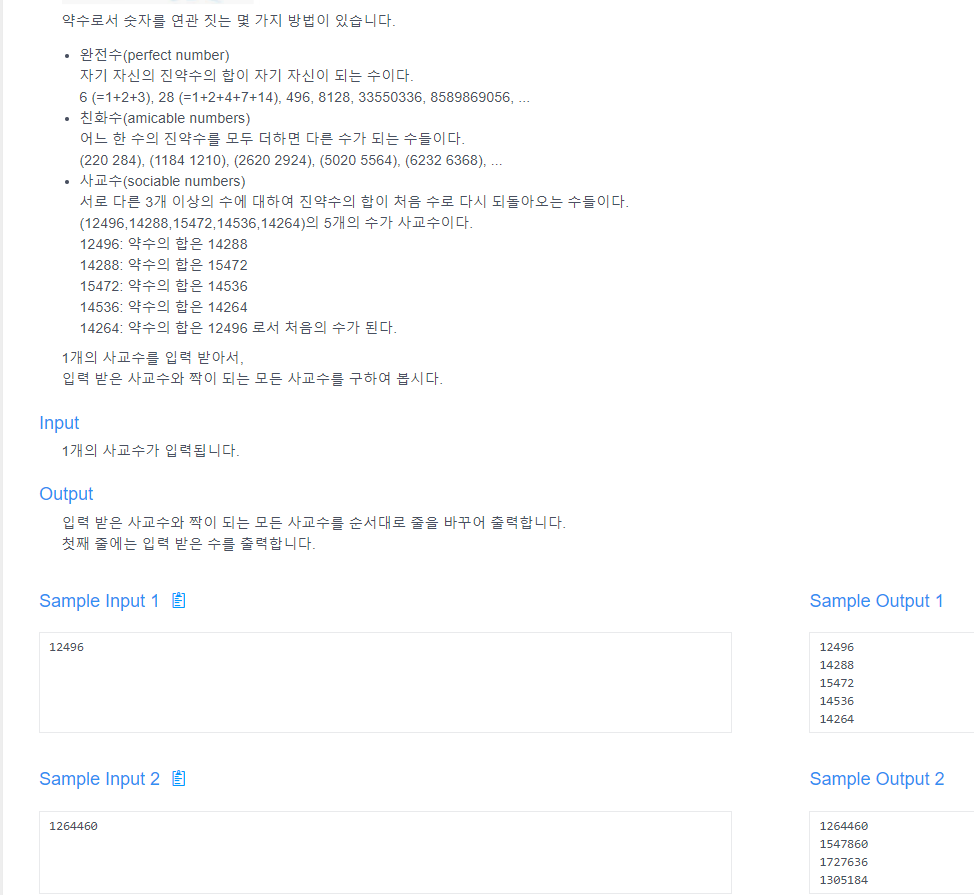 약수로서 숫자를 연관 짓는 몇 가지 방법이 있습니다.
• 완전수(perfect number)
자기 자신의 진약수의 합이 자기 자신이 되는 수이다.
6 (=1+2+3), 28 (=1+2+4+7+14), 496, 8128, 33550336, 8589869056, ...
• 친화수(amicable numbers)
어느 한 수의 진약수를 모두 더하면 다른 수가 되는 수들이다.
(220 284), (1184 1210), (2620 2924), (5020 5564), (6232 6368), ...
• 사교수(sociable numbers)
서로 다른 3개 이상의 수에 대하여 진약수의 합이 처음 수로 다시 되돌아오는 수들이다.
(12496,14288,15472,14536,14264)의 5개의 수가 사교수이다.
12496: 약수의 합은 14288
14288: 약수의 합은 15472
15472: 약수의 합은 14536
14536: 약수의 합은 14264
14264: 약수의 합은 12496 로서 처음의 수가 된다.
1개의 사교수를 입력 받아서,
입력 받은 사교수와 짝이 되는 모든 사교수를 구하여 봅시다.
Input
1개의 사교수가 입력됩니다.
Output
입력 받은 사교수와 짝이 되는 모든 사교수를 순서대로 줄을 바꾸어 출력합니다.
첫째 줄에는 입력 받은 수를 출력합니다.
Sample Input 1
12496
Sample Output 1
12496
14288
15472
14536
14264
Sample Input 2
1264460
Sample Output 2
1264460
1547860
1727636
1305184